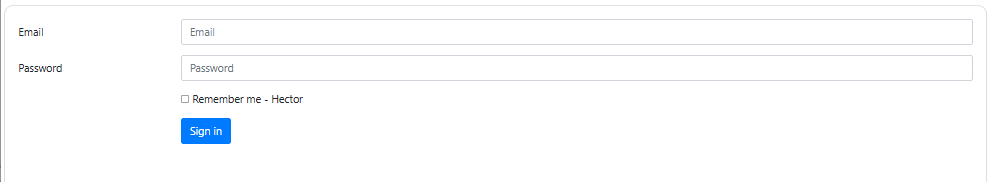 Email Email
Password Password
Remember me - Hector
Sign in